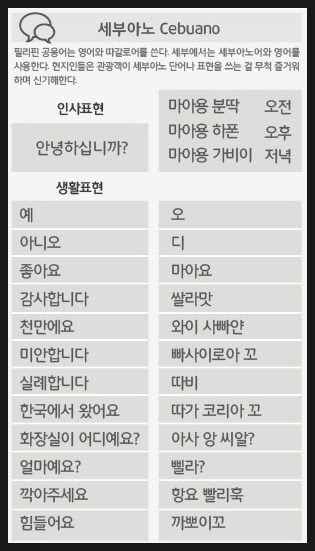 세부아노 Cebuano
필리핀 공용어는 영어와 따갈로어를 쓴다. 세부에서는 세부아노어와 영어를
사용한다. 현지인들은 관광객이 세부아노 단어나 표현을 쓰는 걸 무척 즐거워
하며 신기해한다.
인사표현
안녕하십니까?
마아용 분딱 오전
마아용 하폰 오후
마아용 가비이 저녁
생활표현
예 오
아니오 디
좋아요 마아요
감사합니다 쌀라맛
천만에요 와이 사빠얀
미안합니다 빠사이로아 꼬
실례합니다 따비
한국에서 왔어요 따가 코리아 꼬
화장실이 어디예요? 아사 앙 씨알?
얼마예요? 삘라?
깍아주세요 항요 빨리훅
힘들어요 까뽀이꼬